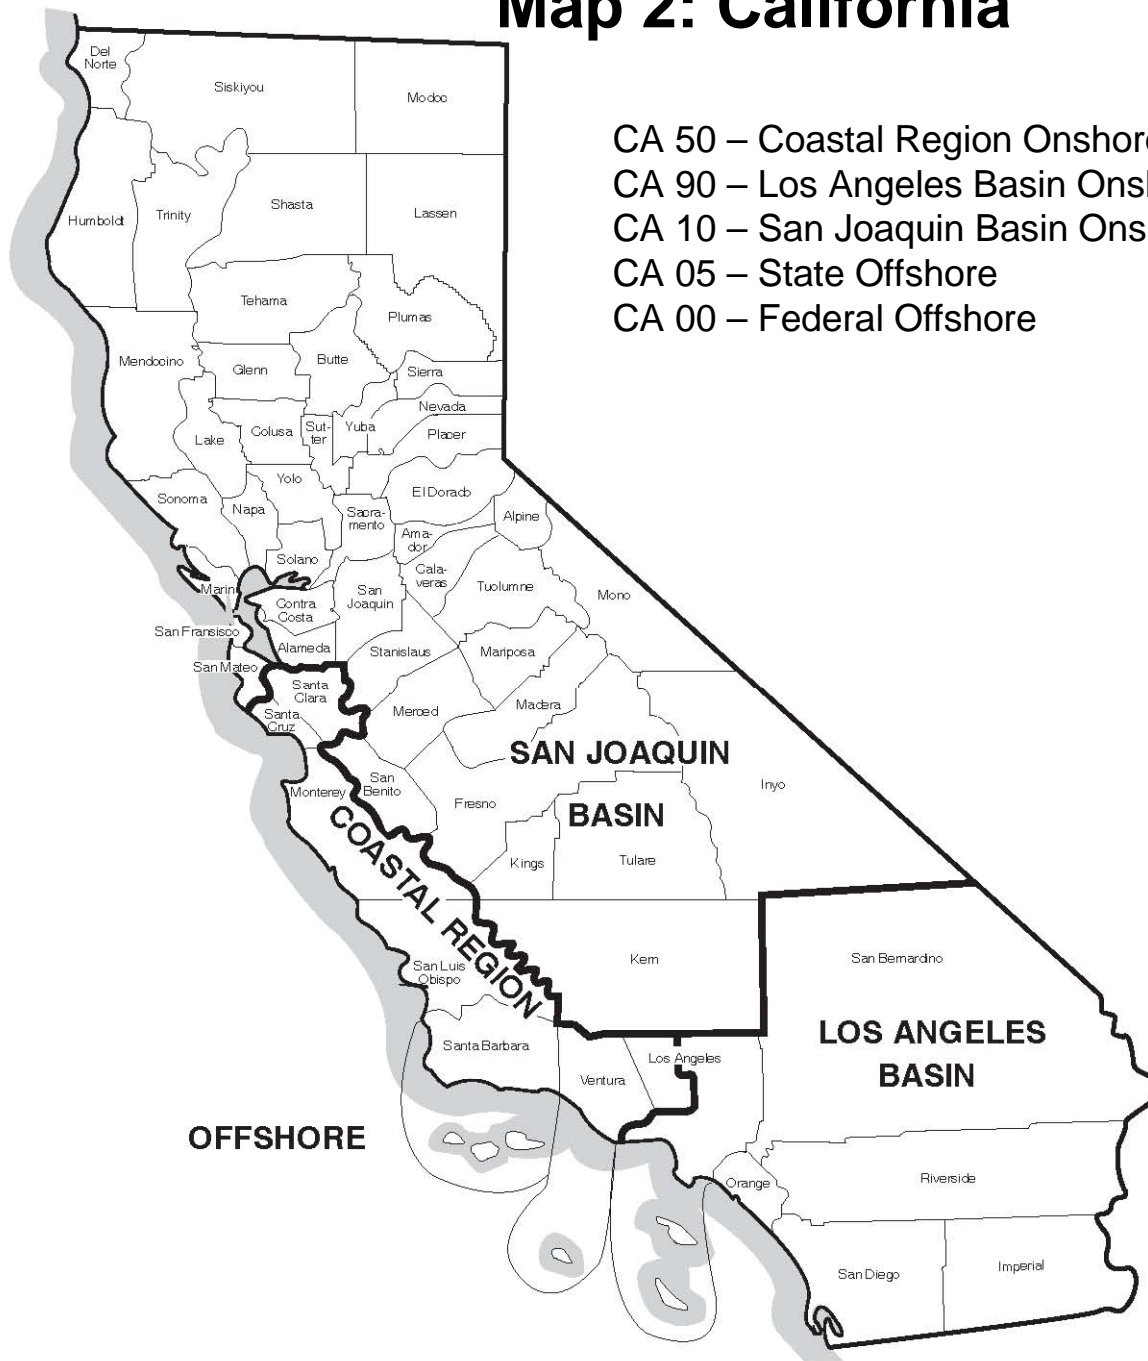 Map 2: California
CA 50 – Coastal Region Onshore
CA 90 – Los Angeles Basin
CA 10 – San Joaquin Basin
CA 05 – State Offshore
CA 00 – Federal Offshore
Del
Norte
Siskiyou
Modoc
Humboldt
Trinity
Shasta
Lassen
Tehama
Plumas
Mendocino
Glenn
Butte
Sierra
Nevada
Lake
Colusa
Sut-
ter
Yuba
Placer
Sonoma
Napa
Yolo
El Dorado
Sacra-
mento
Alpine
Ama-
dor
Solano
Cala-
veras
Tuolumne
Mono
Marin
Contra
Costa
San
Joaquin
San Fransisco
Alameda
Stanislaus
Mariposa
San Mateo
Santa
Clara
Santa
Cruz
Merced
Madera
SAN JOAQUIN
BASIN
Monterey
San
Benito
Fresno
Inyo
Kings
Tulare
COASTAL REGION
San Luis
Obispo
Kern
San Bernardino
LOS ANGELES
BASIN
Santa Barbara
Ventura
Los Angeles
OFFSHORE
Orange
Riverside
San Diego
Imperial